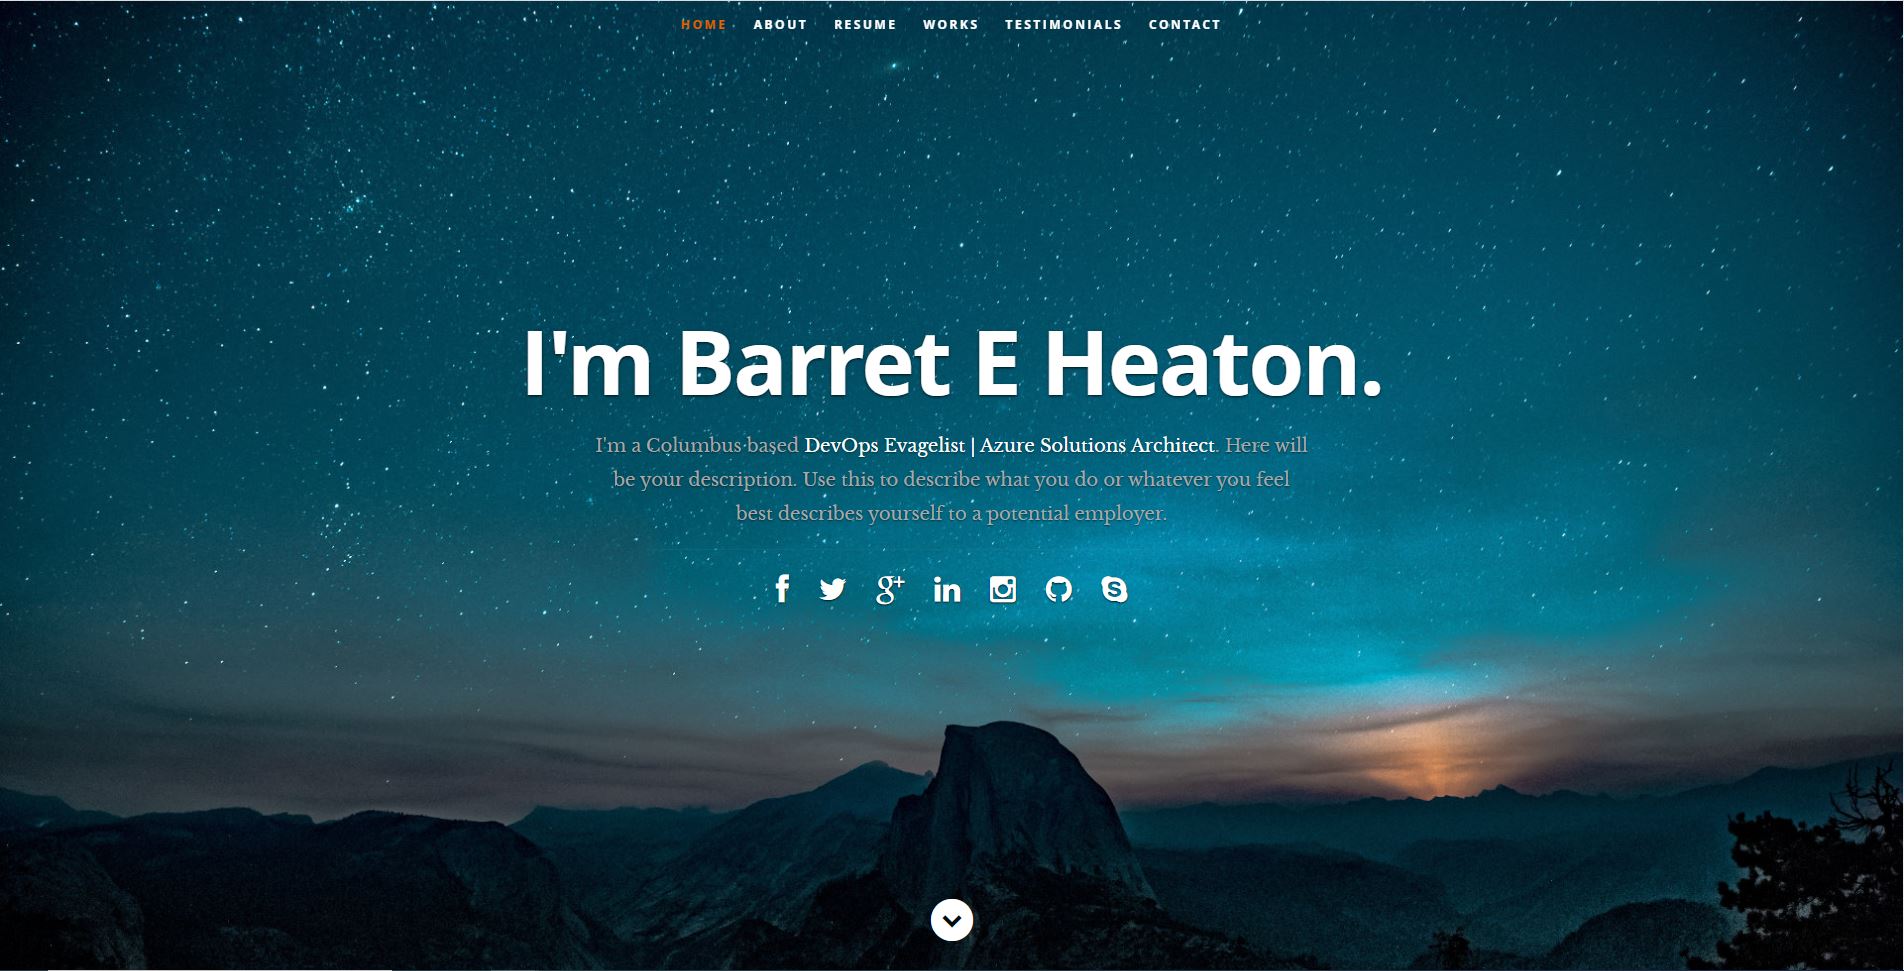 HOME ABOUT RESUME WORKS TESTIMONIALS CONTACT
I'm Barret E Heaton.
I'm a Columbus based DevOps Evagelist | Azure Solutions Architect. Here will
be your description. Use this to describe what you do or whatever you feel
best describes yourself to a potential employer.